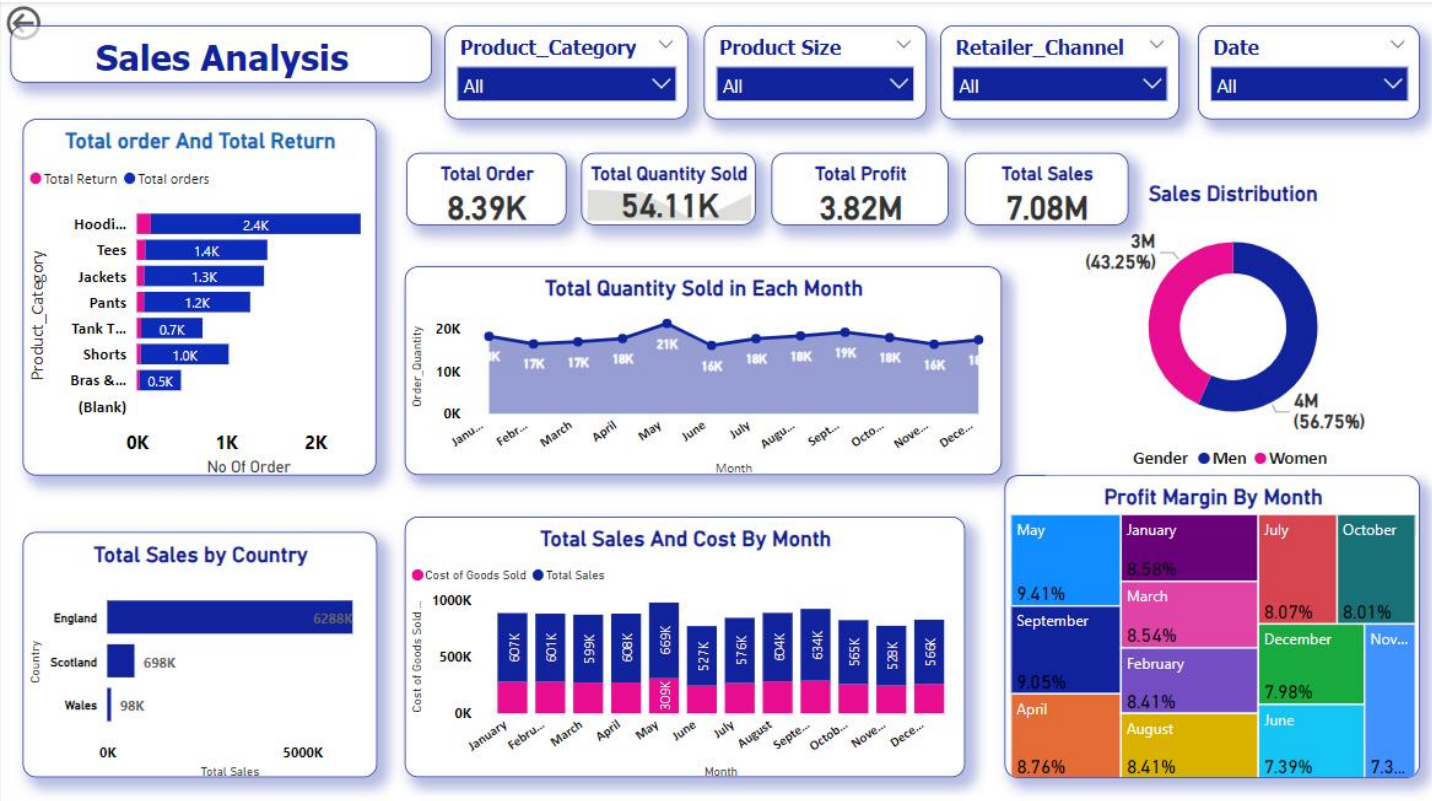 Sales Analysis
Product_Category
All
Product Size
All
Retailer_Channel
All
Date
All
Total order And Total Return
Total Return Total orders
Product_Category
Hoodi... 2.4K
Tees 1.4K
Jackets 1.3K
Pants 1.2K
Tank T... 0.7K
Shorts 1.0K
Bras &... 0.5K
(Blank)
0K 1K 2K
No Of Order
Total Order
8.39K
Total Quantity Sold
54.11K
Total Profit
3.82M
Total Sales
7.08M
Sales Distribution
3M
(43.25%)
4M
(56.75%)
Gender Men Women
Total Quantity Sold in Each Month
Order_Quantity
20K
10K
0K
17K 17K 18K 21K 16K 18K 18K 19K 18K 16K
Janu... Febr... March April May June July Augu... Sept... Octo... Nove... Dece...
Month
Total Sales by Country
Country
England 6288K
Scotland 698K
Wales 98K
0K 5000K
Total Sales
Total Sales And Cost By Month
Cost of Goods Sold Total Sales
Cost of Goods Sold...
1000K
500K
0K
607K 601K 599K 608K 669K 527K 576K 604K 634K 565K 528K 566K
309K
January Febru... March April May June July August Septe... Octob... Nove... Dece...
Month
Profit Margin By Month
May
9.41%
September
9.05%
April
8.76%
January
8.58%
March
8.54%
February
8.41%
August
8.41%
July
8.07%
October
8.01%
December
7.98%
June
7.39%
Nov...
7.3...